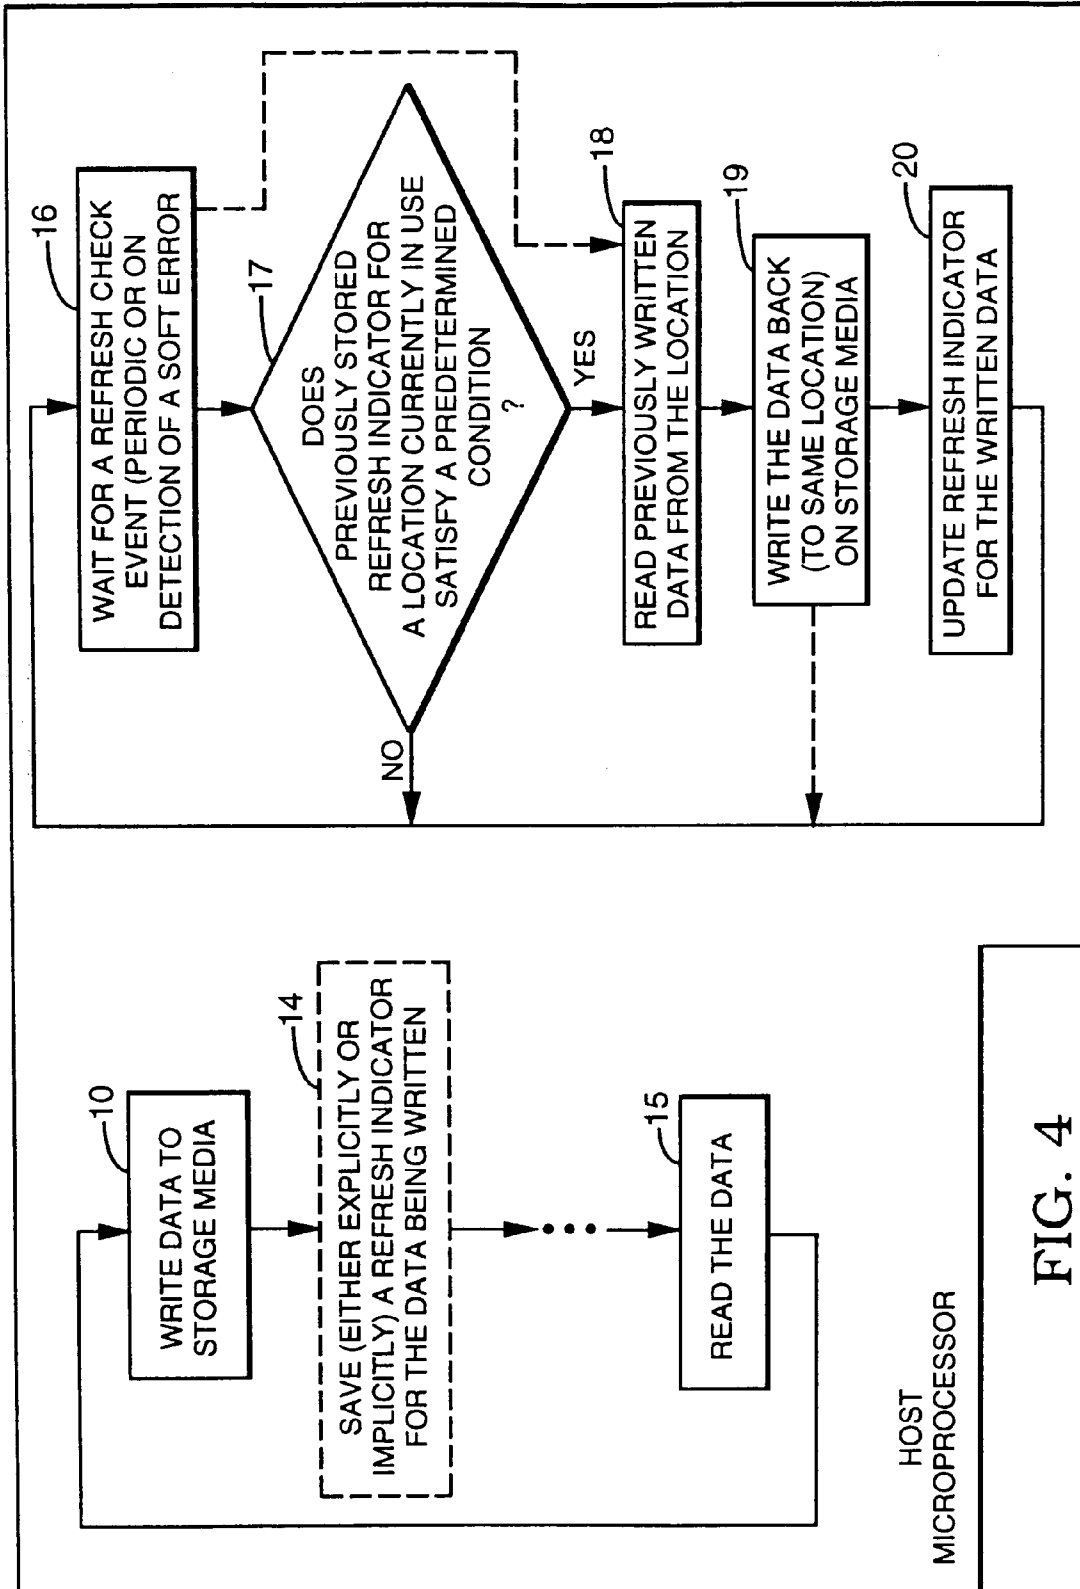 10
WRITE DATA TO
STORAGE MEDIA
14
SAVE (EITHER EXPLICITLY OR
IMPLICITLY) A REFRESH INDICATOR
FOR THE DATA BEING WRITTEN
15
READ THE DATA
HOST
MICROPROCESSOR
16
WAIT FOR A REFRESH CHECK
EVENT (PERIODIC OR ON
DETECTION OF A SOFT ERROR
17
DOES
PREVIOUSLY STORED
REFRESH INDICATOR FOR
A LOCATION CURRENTLY IN USE
SATISFY A PREDETERMINED
CONDITION
?
NO
YES
18
READ PREVIOUSLY WRITTEN
DATA FROM THE LOCATION
19
WRITE THE DATA BACK
(TO SAME LOCATION)
ON STORAGE MEDIA
20
UPDATE REFRESH INDICATOR
FOR THE WRITTEN DATA
FIG. 4